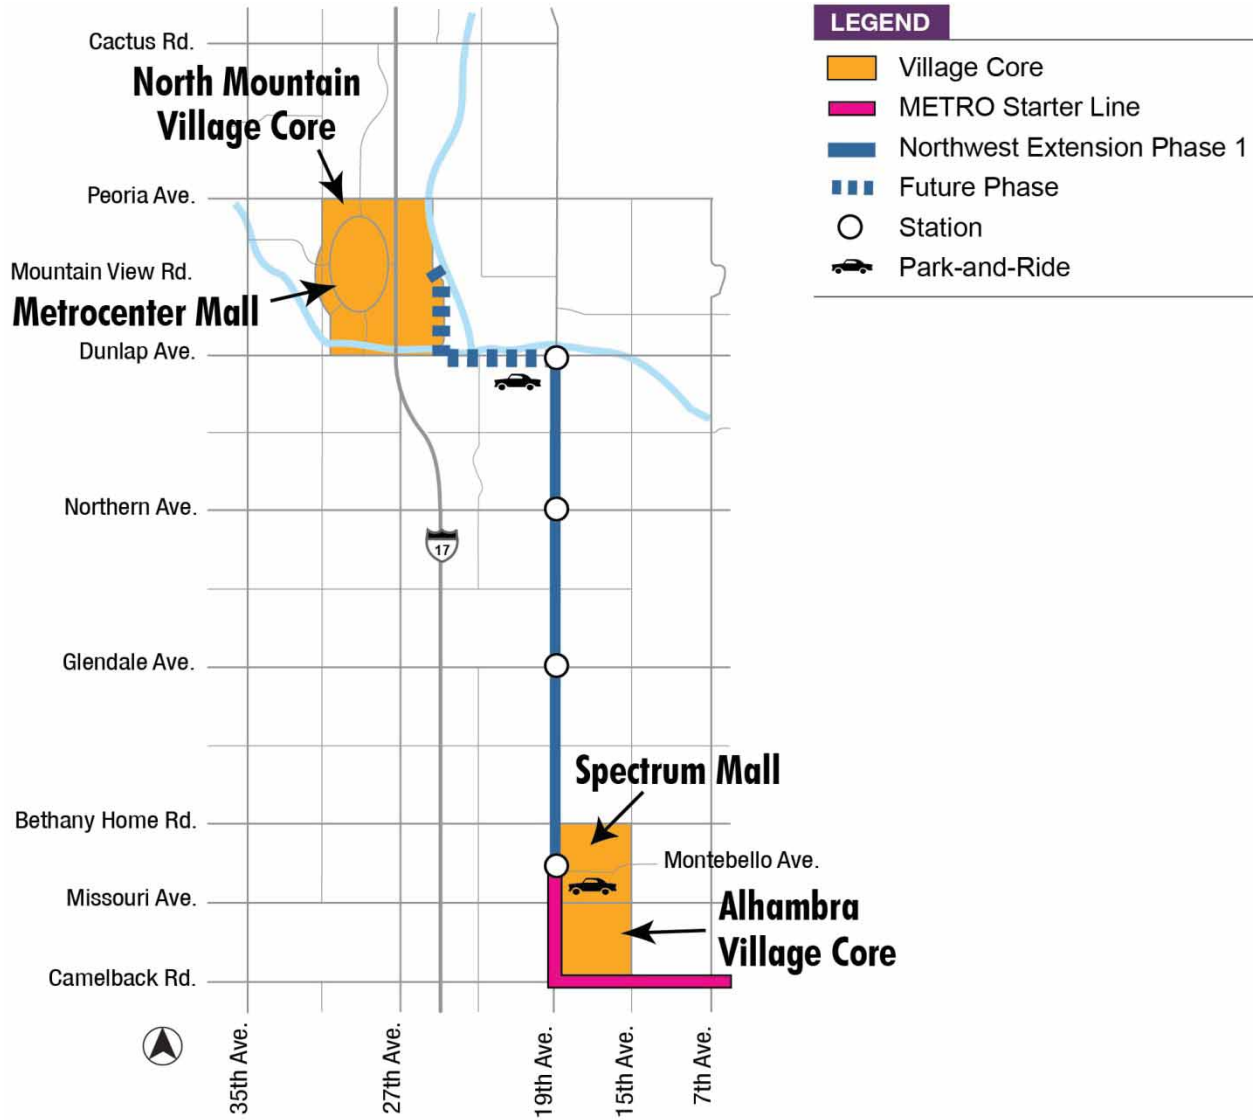 LEGEND
Village Core
METRO Starter Line
Northwest Extension Phase 1
Future Phase
Station
Park-and-Ride
Cactus Rd.
North Mountain
Village Core
Peoria Ave.
Mountain View Rd.
Metrocenter Mall
Dunlap Ave.
Northern Ave.
17
Glendale Ave.
Spectrum Mall
Bethany Home Rd.
Montebello Ave.
Missouri Ave.
Alhambra
Village Core
Camelback Rd.
35th Ave.
27th Ave.
19th Ave.
15th Ave.
7th Ave.